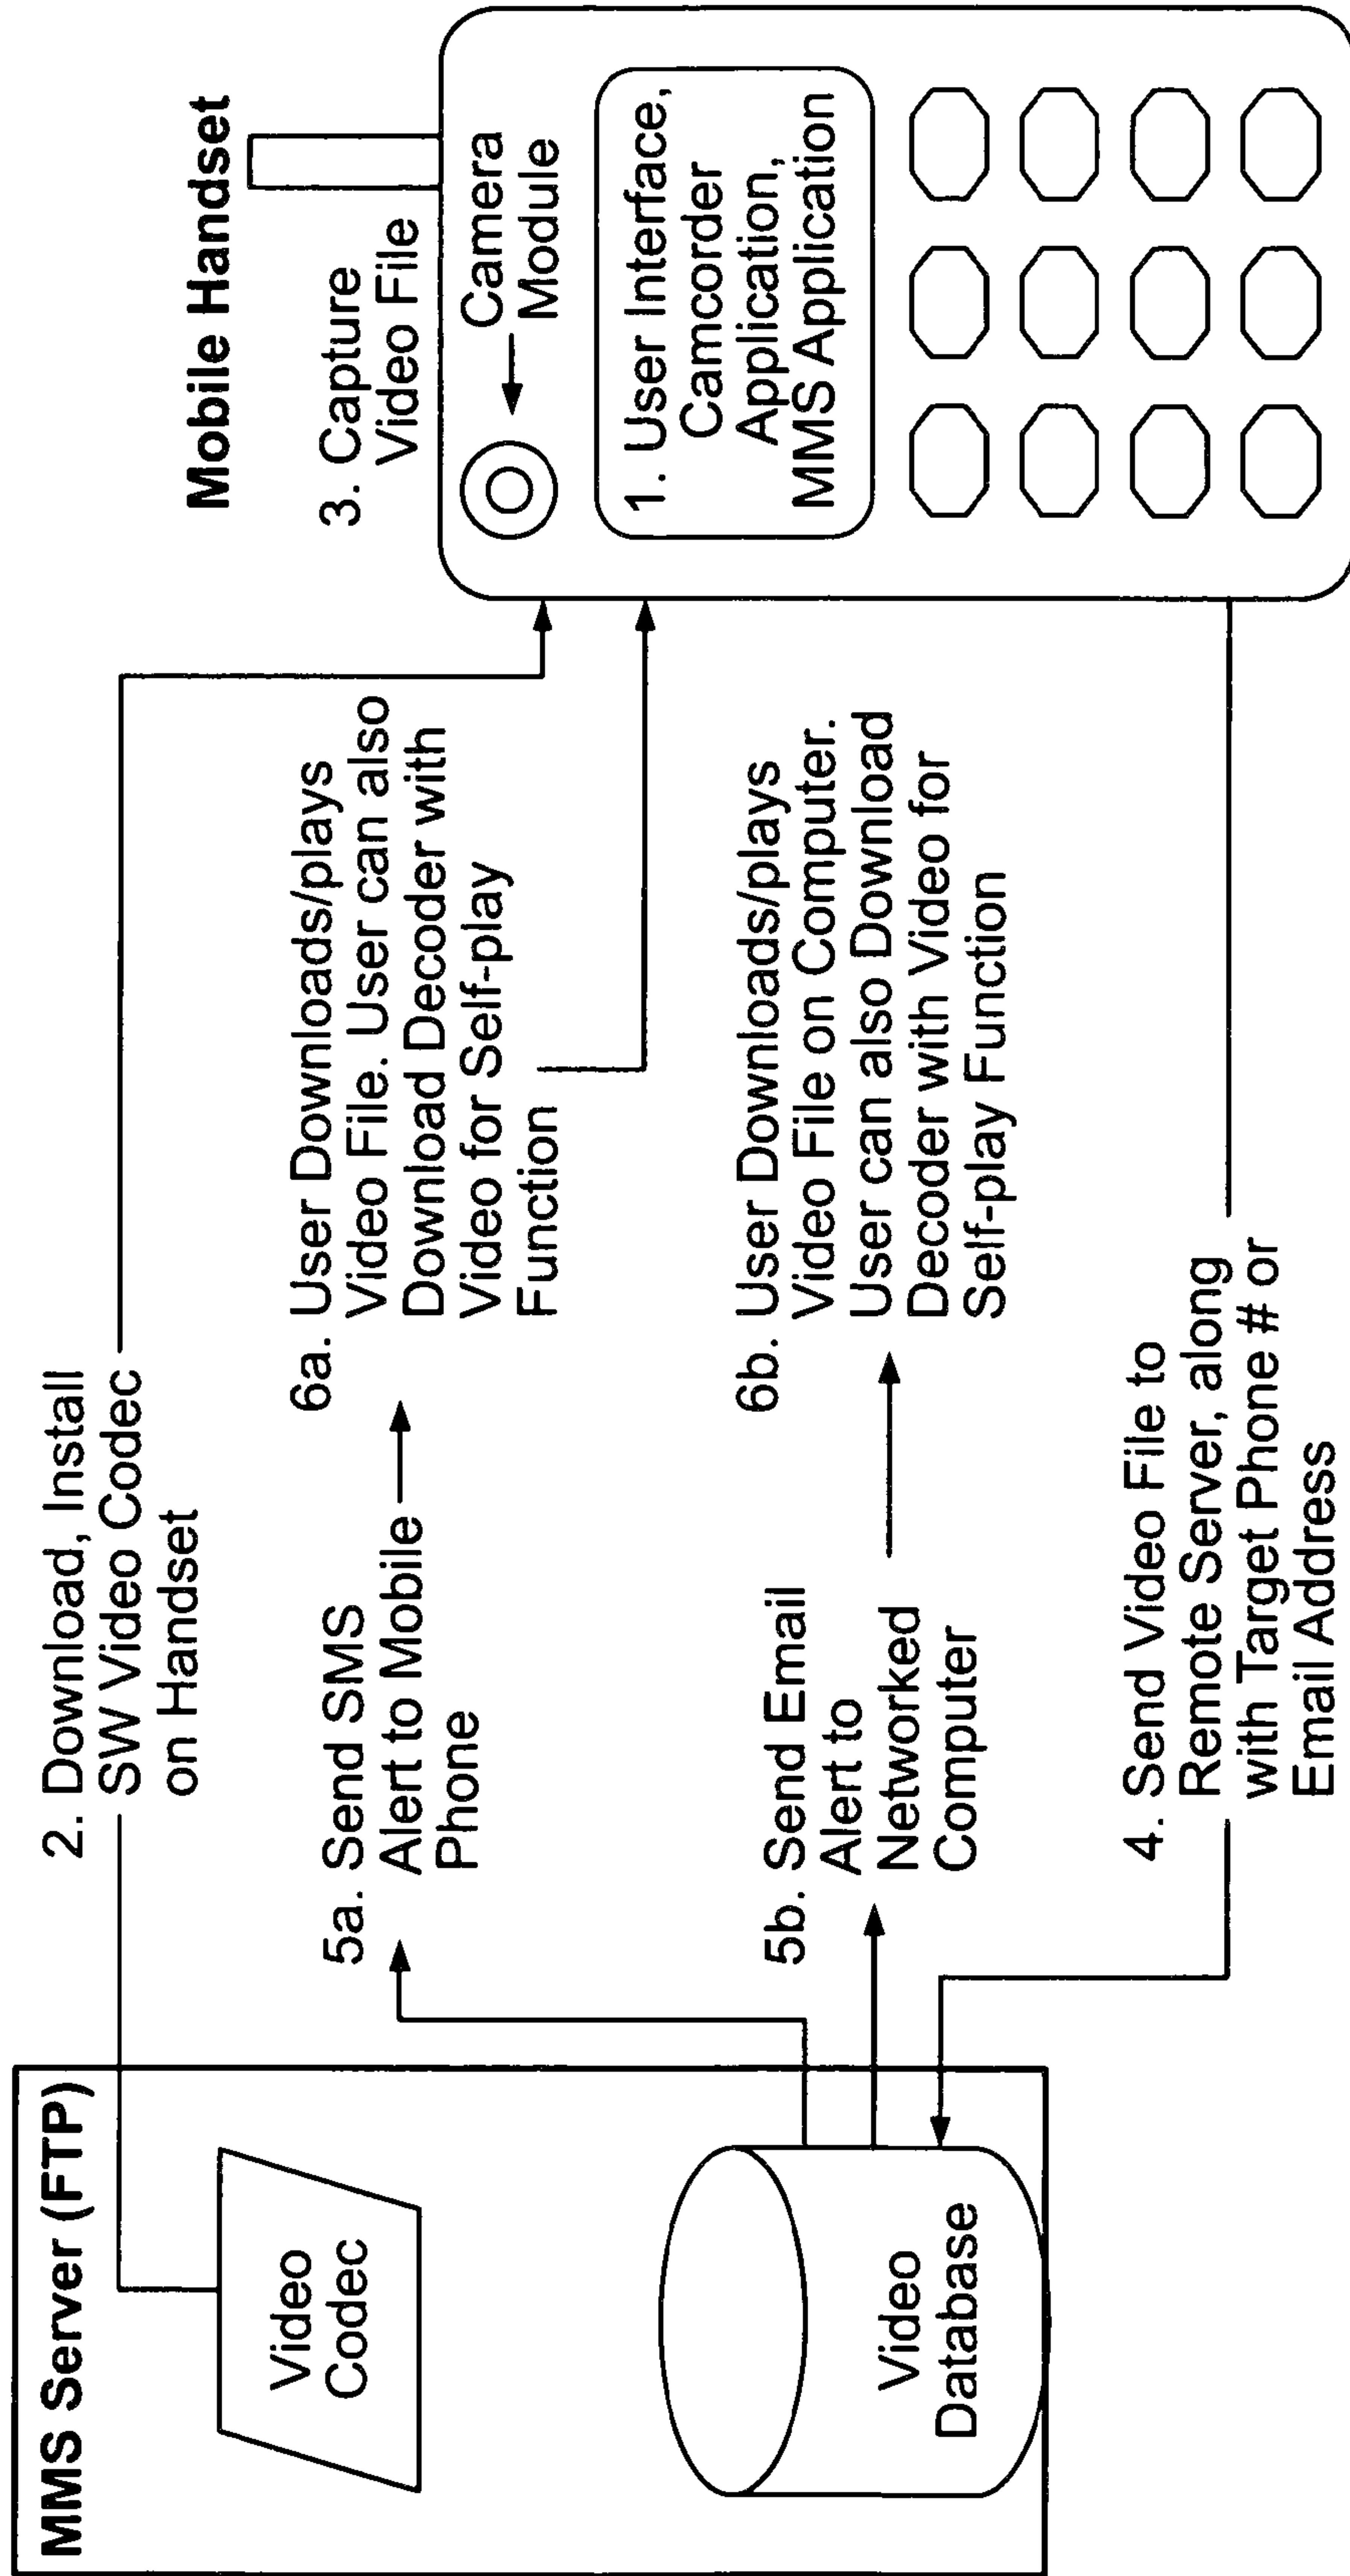 MMS Server (FTP)
Video
Codec
Video
Database
2. Download, Install
SW Video Codec
on Handset
5a. Send SMS
Alert to Mobile
Phone
5b. Send Email
Alert to
Networked
Computer
4. Send Video File to
Remote Server, along
with Target Phone # or
Email Address
6a. User Downloads/plays
Video File. User can also
Download Decoder with
Video for Self-play
Function
6b. User Downloads/plays
Video File on Computer.
User can also Download
Decoder with Video for
Self-play Function
Mobile Handset
3. Capture
Video File
Camera
Module
1. User Interface,
Camcorder
Application,
MMS Application